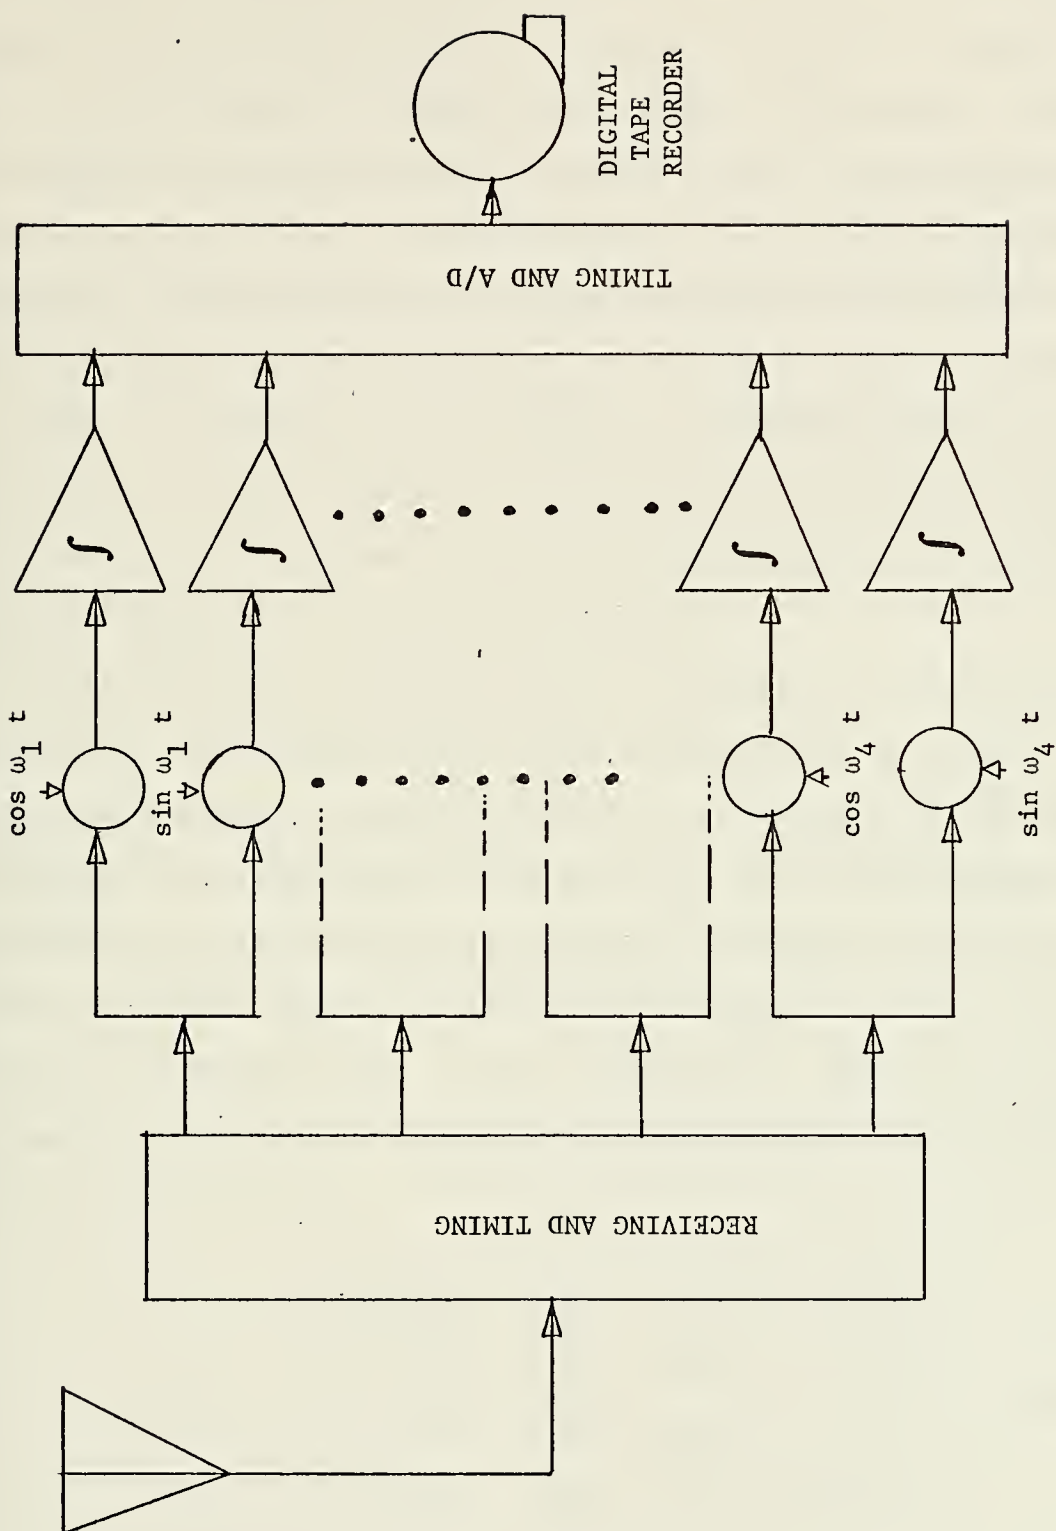 DIGITAL
TAPE
RECORDER
TIMING AND A/D
∫
∫
∫
∫
cos ω₁ t
sin ω₁ t
cos ω₄ t
sin ω₄ t
RECEIVING AND TIMING